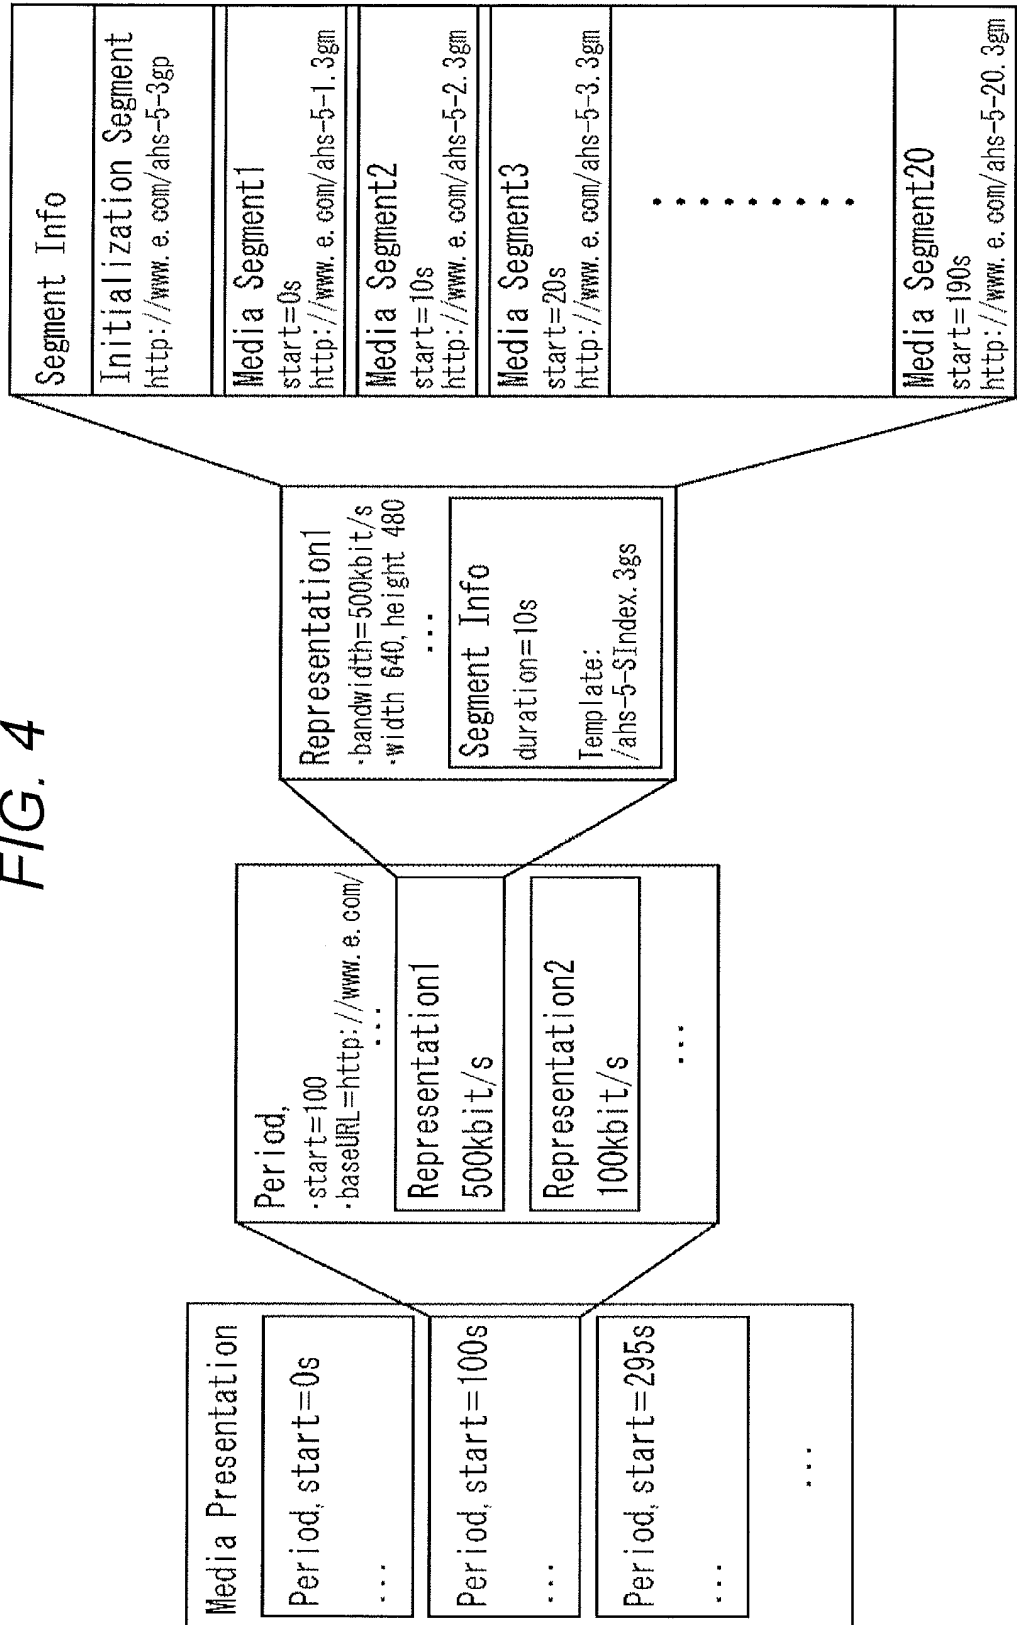 FIG. 4
Media Presentation
Period, start=0s
...
Period, start=100s
...
Period, start=295s
...
...
Period,
·start=100
·baseURL=http://www.e.com/
...
Representation1
500kbit/s
Representation2
100kbit/s
...
Representation1
·bandwidth=500kbit/s
·width 640, height 480
...
Segment Info
duration=10s
Template:
/ahs-5-SIndex.3gs
Segment Info
Initialization Segment
http://www.e.com/ahs-5-3gp
Media Segment1
start=0s
http://www.e.com/ahs-5-1.3gm
Media Segment2
start=10s
http://www.e.com/ahs-5-2.3gm
Media Segment3
start=20s
http://www.e.com/ahs-5-3.3gm
.........
Media Segment20
start=190s
http://www.e.com/ahs-5-20.3gm